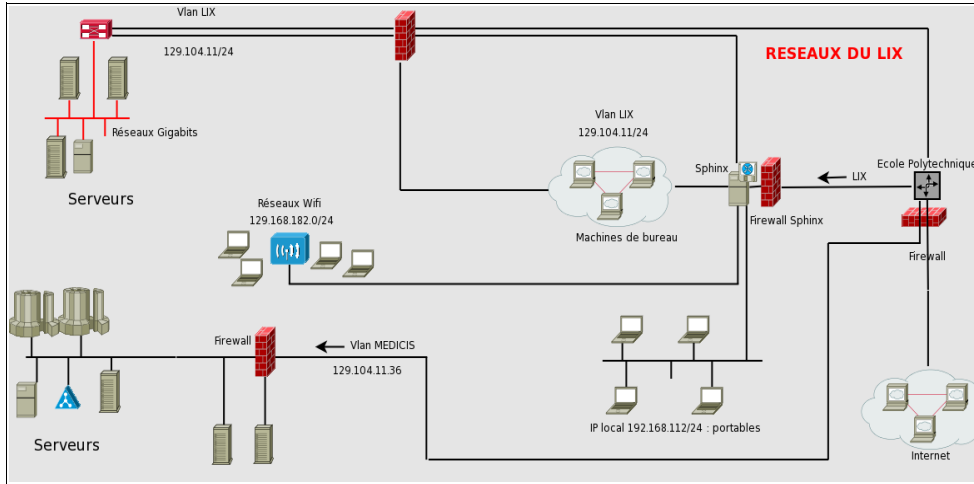 Vlan LIX
129.104.11/24
RESEAUX DU LIX
Réseaux Gigabits
Serveurs
Vlan LIX
129.104.11/24
Machines de bureau
Sphinx
Firewall Sphinx
LIX
Ecole Polytechnique
Firewall
Réseaux Wifi
129.168.182.0/24
Firewall
Vlan MEDICIS
129.104.11.36
Serveurs
IP local 192.168.112/24 : portables
Internet